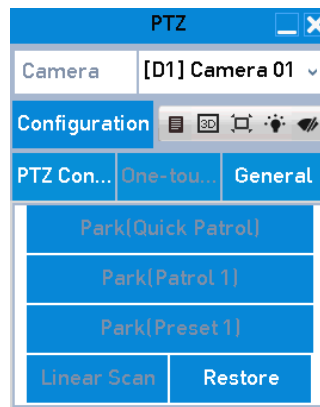 PTZ
Camera [D1] Camera 01
Configuration 3D
PTZ Con... One-tou... General
Park(Quick Patrol)
Park(Patrol 1)
Park(Preset 1)
Linear Scan Restore